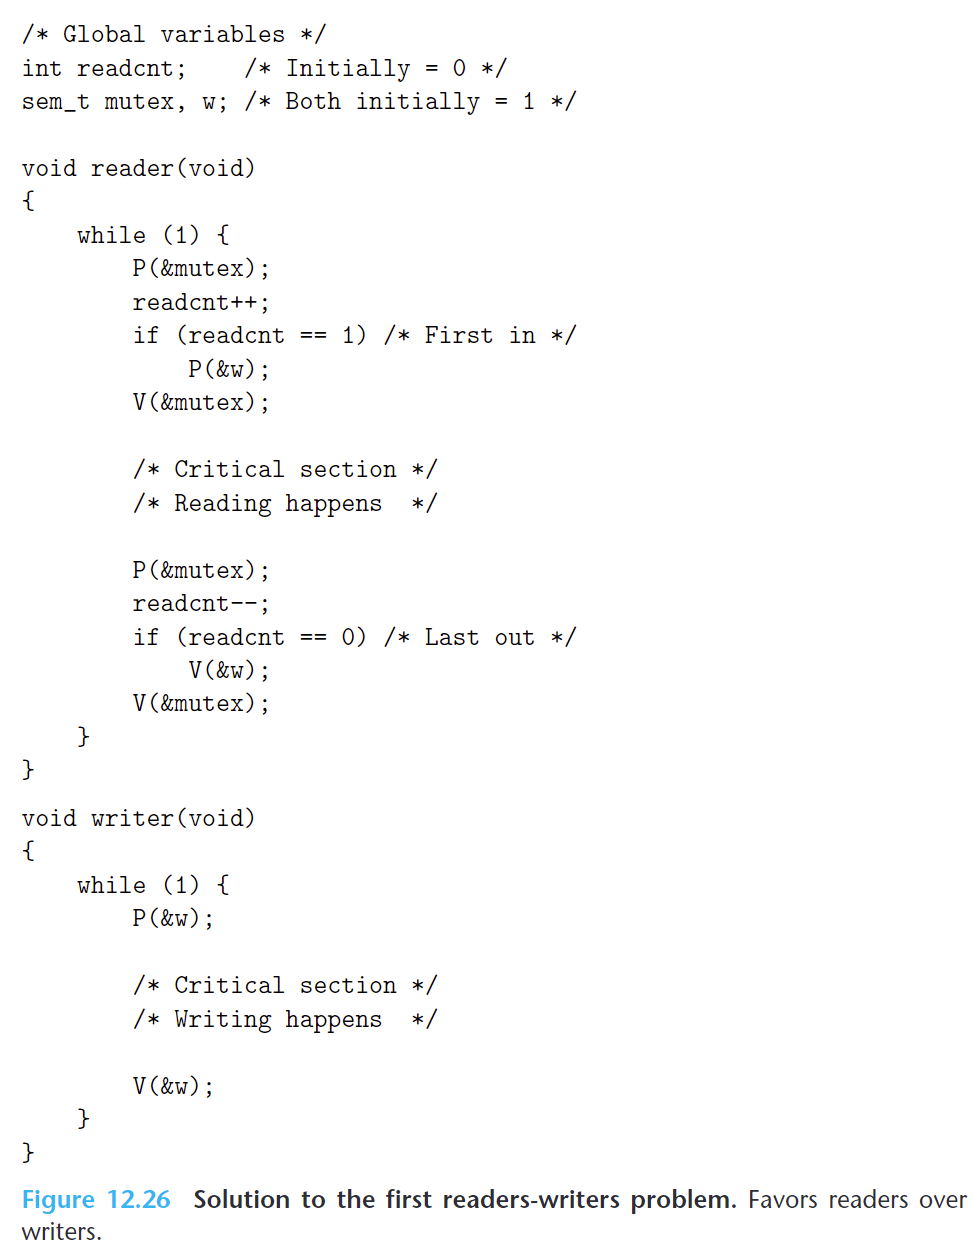 /* Global variables */
int readcnt;    /* Initially = 0 */
sem_t mutex, w; /* Both initially = 1 */

void reader(void)
{
    while (1) {
        P(&mutex);
        readcnt++;
        if (readcnt == 1) /* First in */
            P(&w);
        V(&mutex);

        /* Critical section */
        /* Reading happens  */

        P(&mutex);
        readcnt--;
        if (readcnt == 0) /* Last out */
            V(&w);
        V(&mutex);
    }
}
void writer(void)
{
    while (1) {
        P(&w);

        /* Critical section */
        /* Writing happens  */

        V(&w);
    }
}
Figure 12.26 Solution to the first readers-writers problem. Favors readers over
writers.